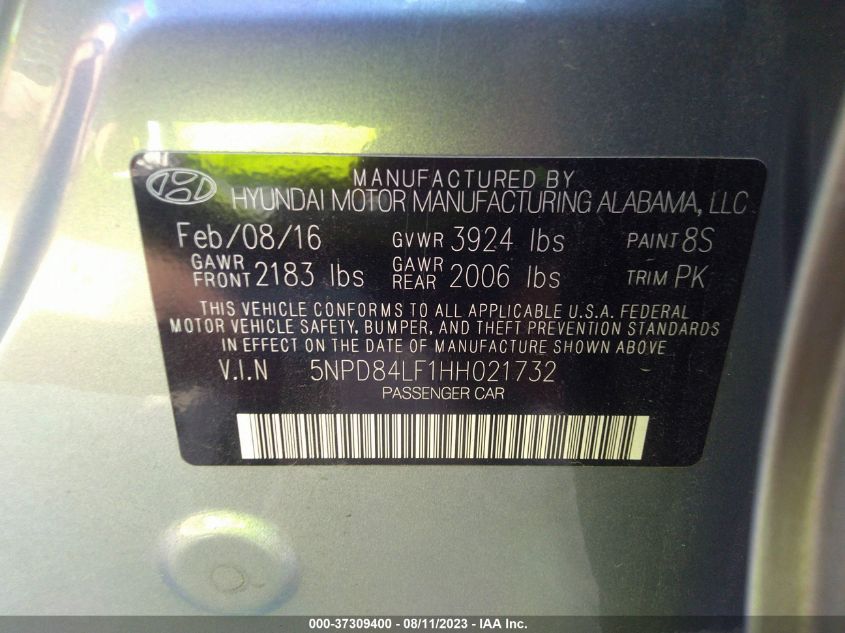 MANUFACTURED BY
HYUNDAI MOTOR MANUFACTURING ALABAMA, LLC
Feb/08/16 GVWR 3924 lbs PAINT 8S
GAWR FRONT 2183 lbs GAWR REAR 2006 lbs TRIM PK
THIS VEHICLE CONFORMS TO ALL APPLICABLE U.S.A. FEDERAL
MOTOR VEHICLE SAFETY, BUMPER, AND THEFT PREVENTION STANDARDS
IN EFFECT ON THE DATE OF MANUFACTURE SHOWN ABOVE
V.I.N 5NPD84LF1HH021732
PASSENGER CAR
000-37309400 - 08/11/2023 - IAA Inc.